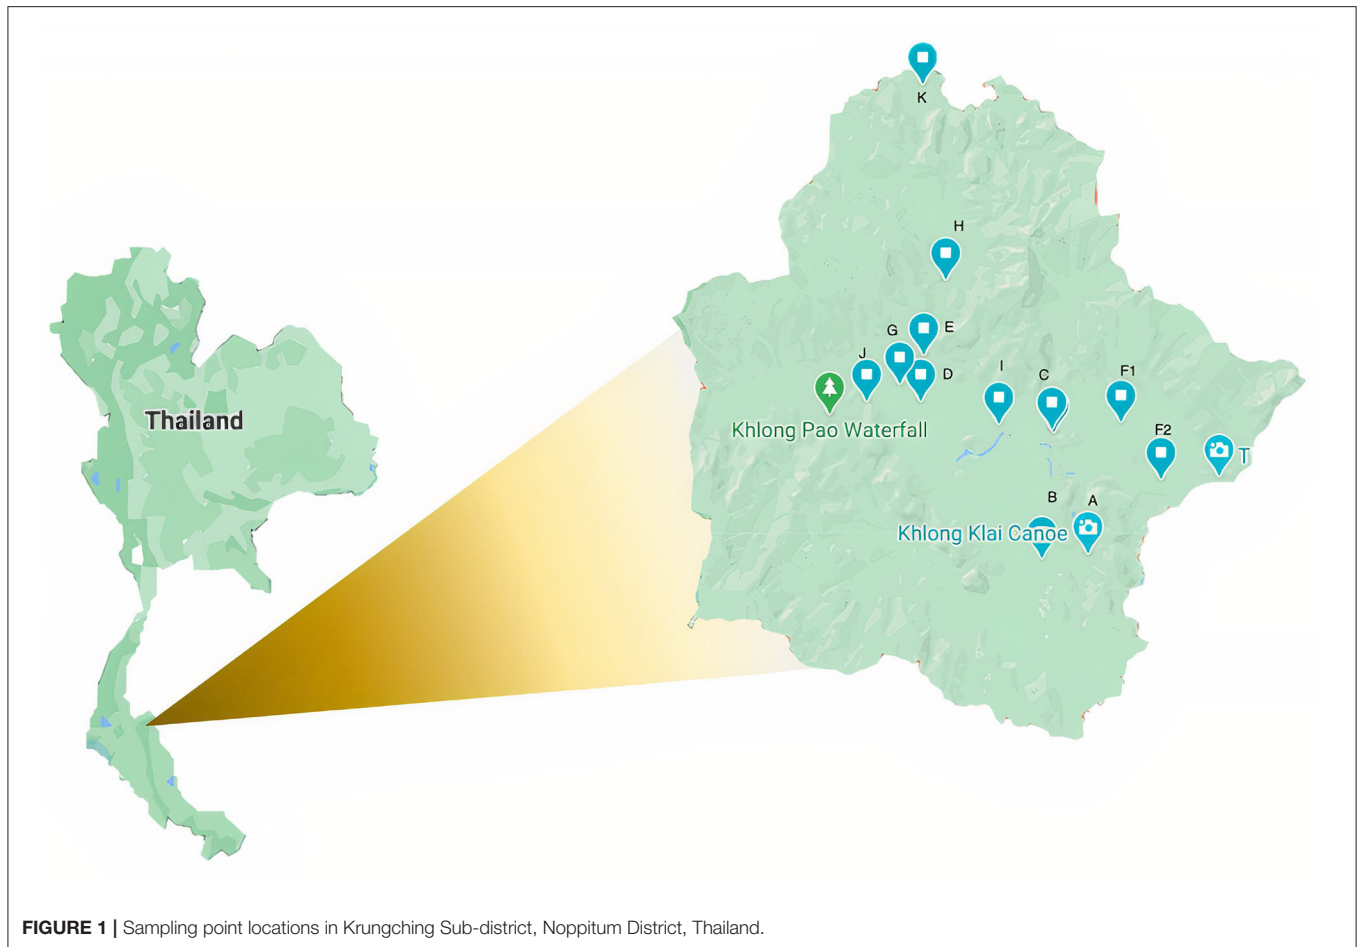 K
H
E
G
J
D
I
C
F1
Khlong Pao Waterfall
F2
T
Thailand
B
A
Khlong Klai Canoe
FIGURE 1 | Sampling point locations in Krungching Sub-district, Noppitum District, Thailand.